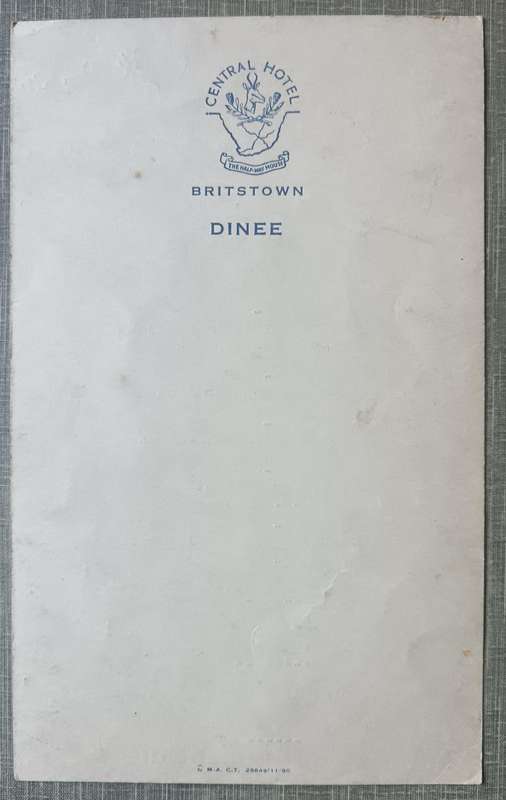 CENTRAL HOTEL
THE HALF-WAY HOUSE
BRITSTOWN
DINEE
M.A. C.T.